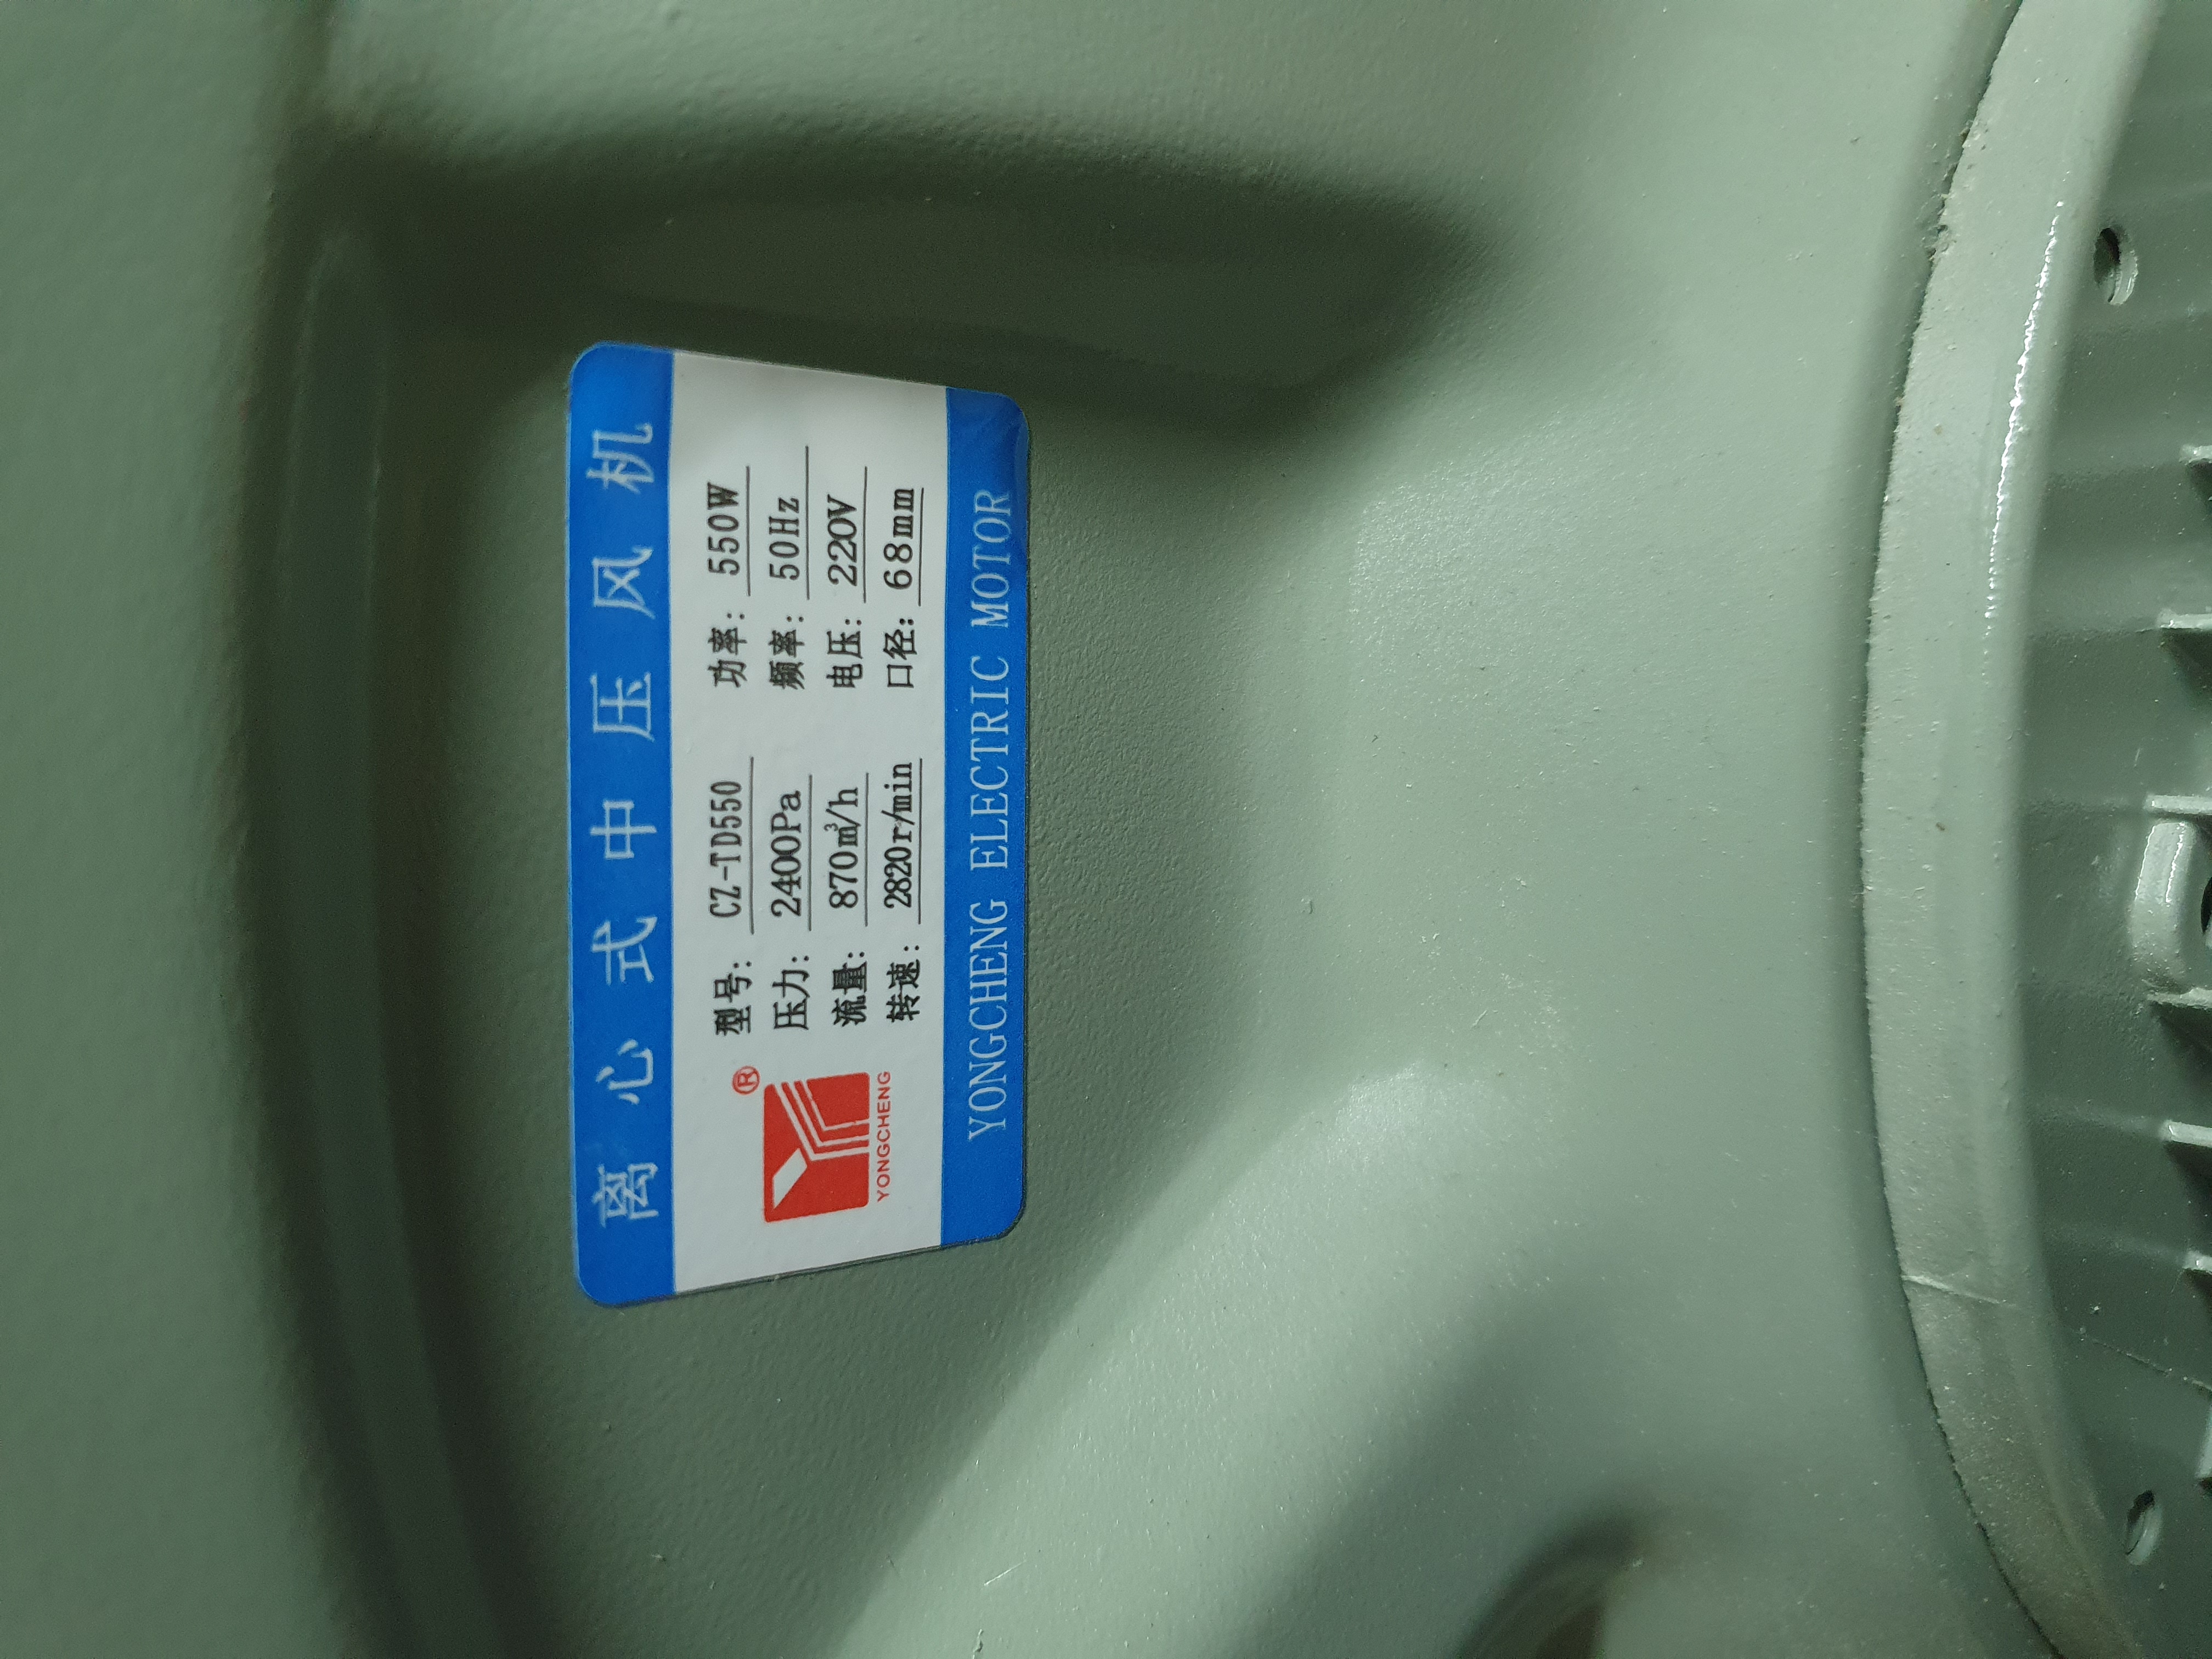 离心式中压风机
®
YONGCHENG
型号: CZ-TD550 功率: 550W
压力: 2400Pa 频率: 50Hz
流量: 870m³/h 电压: 220V
转速: 2820r/min 口径: 68mm
YONGCHENG ELECTRIC MOTOR